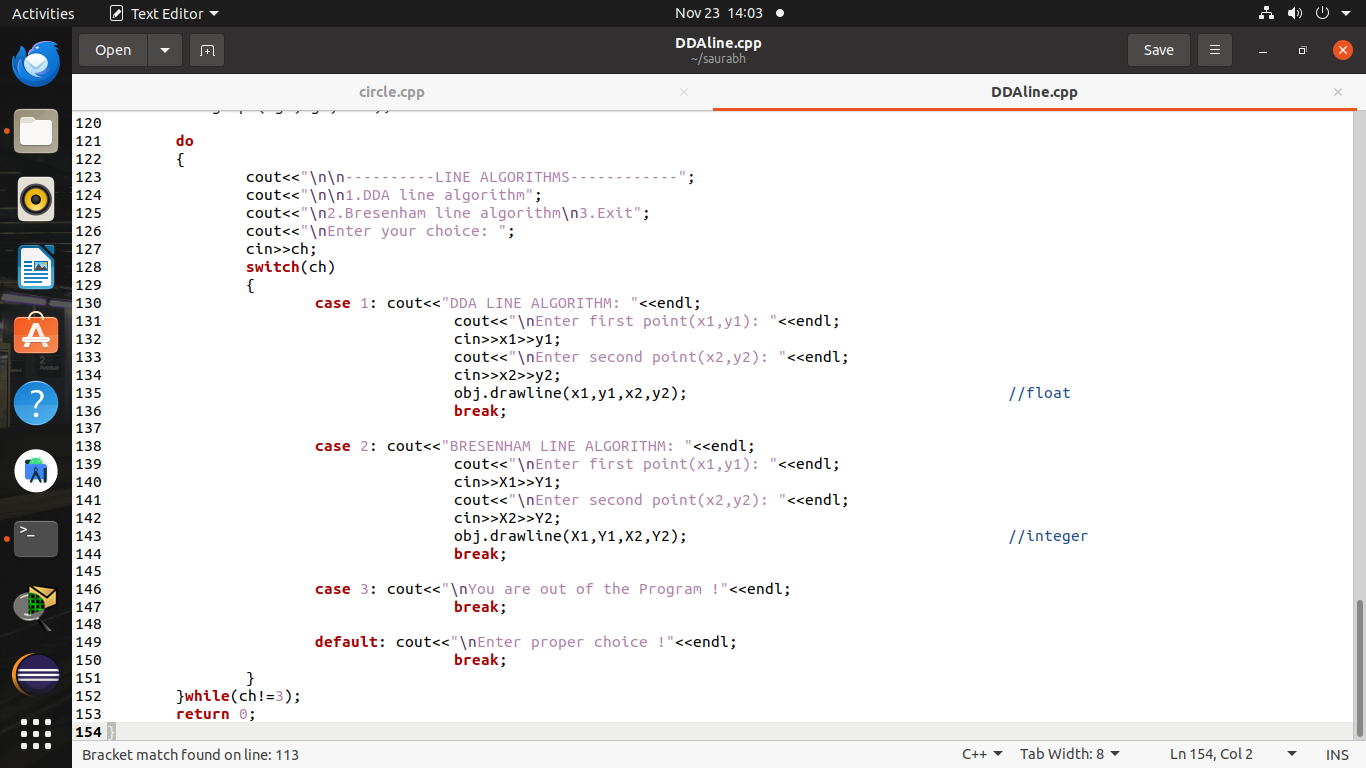 Activities Text Editor Nov 23 14:03
Open DDAline.cpp Save
~/saurabh
circle.cpp DDAline.cpp
120
121 do
122 {
123 cout<<"\n\n----------LINE ALGORITHMS------------";
124 cout<<"\n\n1.DDA line algorithm";
125 cout<<"\n2.Bresenham line algorithm\n3.Exit";
126 cout<<"\nEnter your choice: ";
127 cin>>ch;
128 switch(ch)
129 {
130 case 1: cout<<"DDA LINE ALGORITHM: "<<endl;
131 cout<<"\nEnter first point(x1,y1): "<<endl;
132 cin>>x1>>y1;
133 cout<<"\nEnter second point(x2,y2): "<<endl;
134 cin>>x2>>y2;
135 obj.drawline(x1,y1,x2,y2); //float
136 break;
137
138 case 2: cout<<"BRESENHAM LINE ALGORITHM: "<<endl;
139 cout<<"\nEnter first point(x1,y1): "<<endl;
140 cin>>X1>>Y1;
141 cout<<"\nEnter second point(x2,y2): "<<endl;
142 cin>>X2>>Y2;
143 obj.drawline(X1,Y1,X2,Y2); //integer
144 break;
145
146 case 3: cout<<"\nYou are out of the Program !"<<endl;
147 break;
148
149 default: cout<<"\nEnter proper choice !"<<endl;
150 break;
151 }
152 }while(ch!=3);
153 return 0;
154 }
Bracket match found on line: 113 C++ Tab Width: 8 Ln 154, Col 2 INS